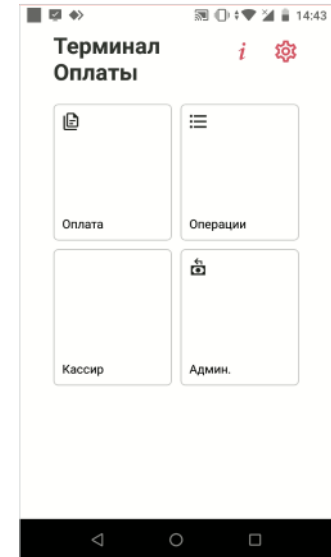 14:43
Терминал
Оплаты
i
Оплата
Операции
Кассир
Админ.